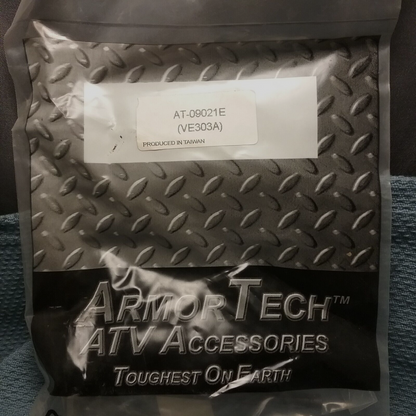 AT-09021E
(VE303A)
PRODUCED IN TAIWAN
ARMORTECH™
ATV ACCESSORIES
TOUGHEST ON EARTH